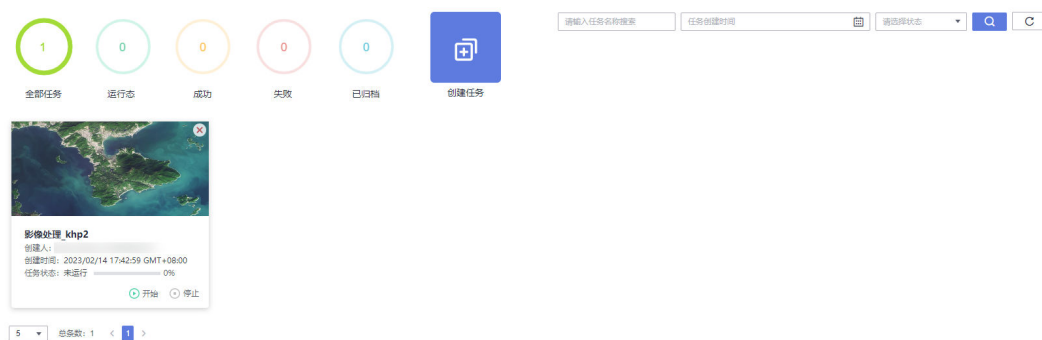 1
0
0
0
0
全部任务
运行态
成功
失败
已归档
创建任务
请输入任务名称搜索
任务创建时间
请选择状态
影像处理_khp2
创建人：
创建时间：2023/02/14 17:42:59 GMT+08:00
任务状态：未运行 0%
开始 停止
5 总条数：1 < 1 >